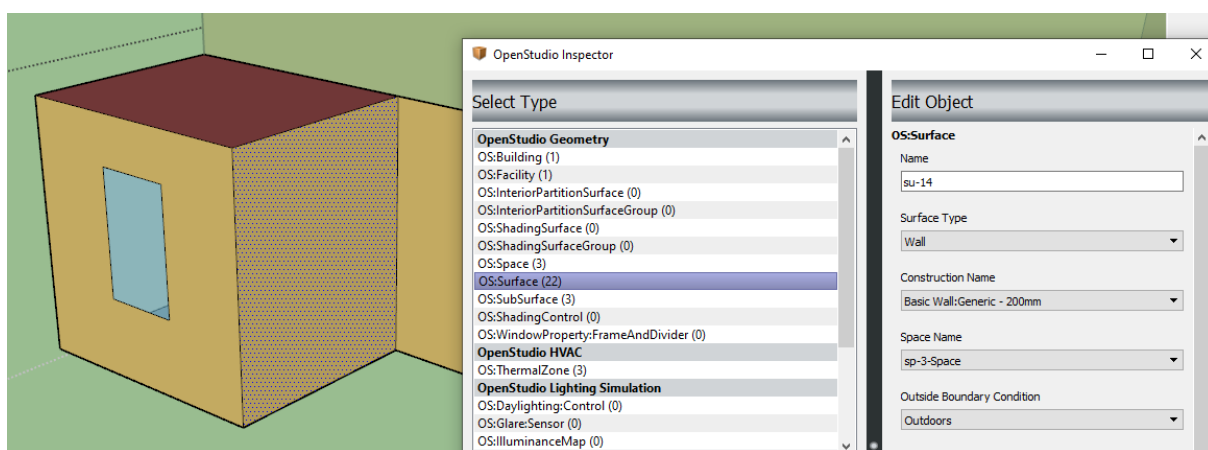 OpenStudio Inspector
Select Type
OpenStudio Geometry
OS:Building (1)
OS:Facility (1)
OS:InteriorPartitionSurface (0)
OS:InteriorPartitionSurfaceGroup (0)
OS:ShadingSurface (0)
OS:ShadingSurfaceGroup (0)
OS:Space (3)
OS:Surface (22)
OS:SubSurface (3)
OS:ShadingControl (0)
OS:WindowProperty:FrameAndDivider (0)
OpenStudio HVAC
OS:ThermalZone (3)
OpenStudio Lighting Simulation
OS:Daylighting:Control (0)
OS:Glare:Sensor (0)
OS:IlluminanceMap (0)
Edit Object
OS:Surface
Name
su-14
Surface Type
Wall
Construction Name
Basic Wall:Generic - 200mm
Space Name
sp-3-Space
Outside Boundary Condition
Outdoors